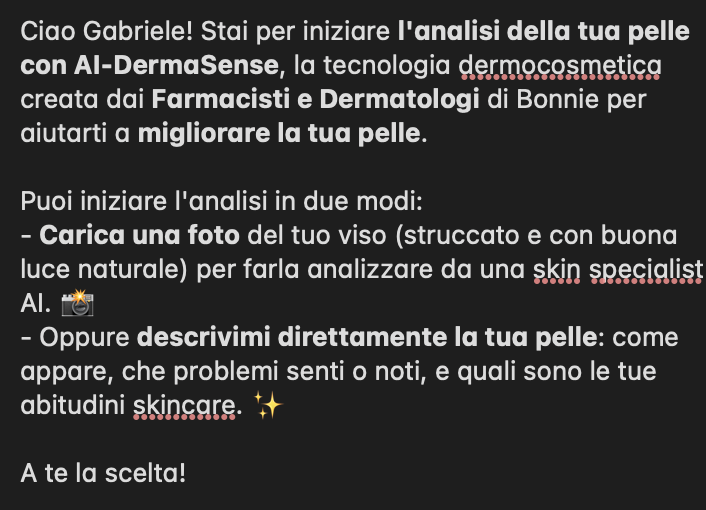 Ciao Gabriele! Stai per iniziare l'analisi della tua pelle
con AI-DermaSense, la tecnologia dermocosmetica
creata dai Farmacisti e Dermatologi di Bonnie per
aiutarti a migliorare la tua pelle.
Puoi iniziare l'analisi in due modi:
- Carica una foto del tuo viso (struccato e con buona
luce naturale) per farla analizzare da una skin specialist
AI. 📸
- Oppure descrivimi direttamente la tua pelle: come
appare, che problemi senti o noti, e quali sono le tue
abitudini skincare. ✨
A te la scelta!